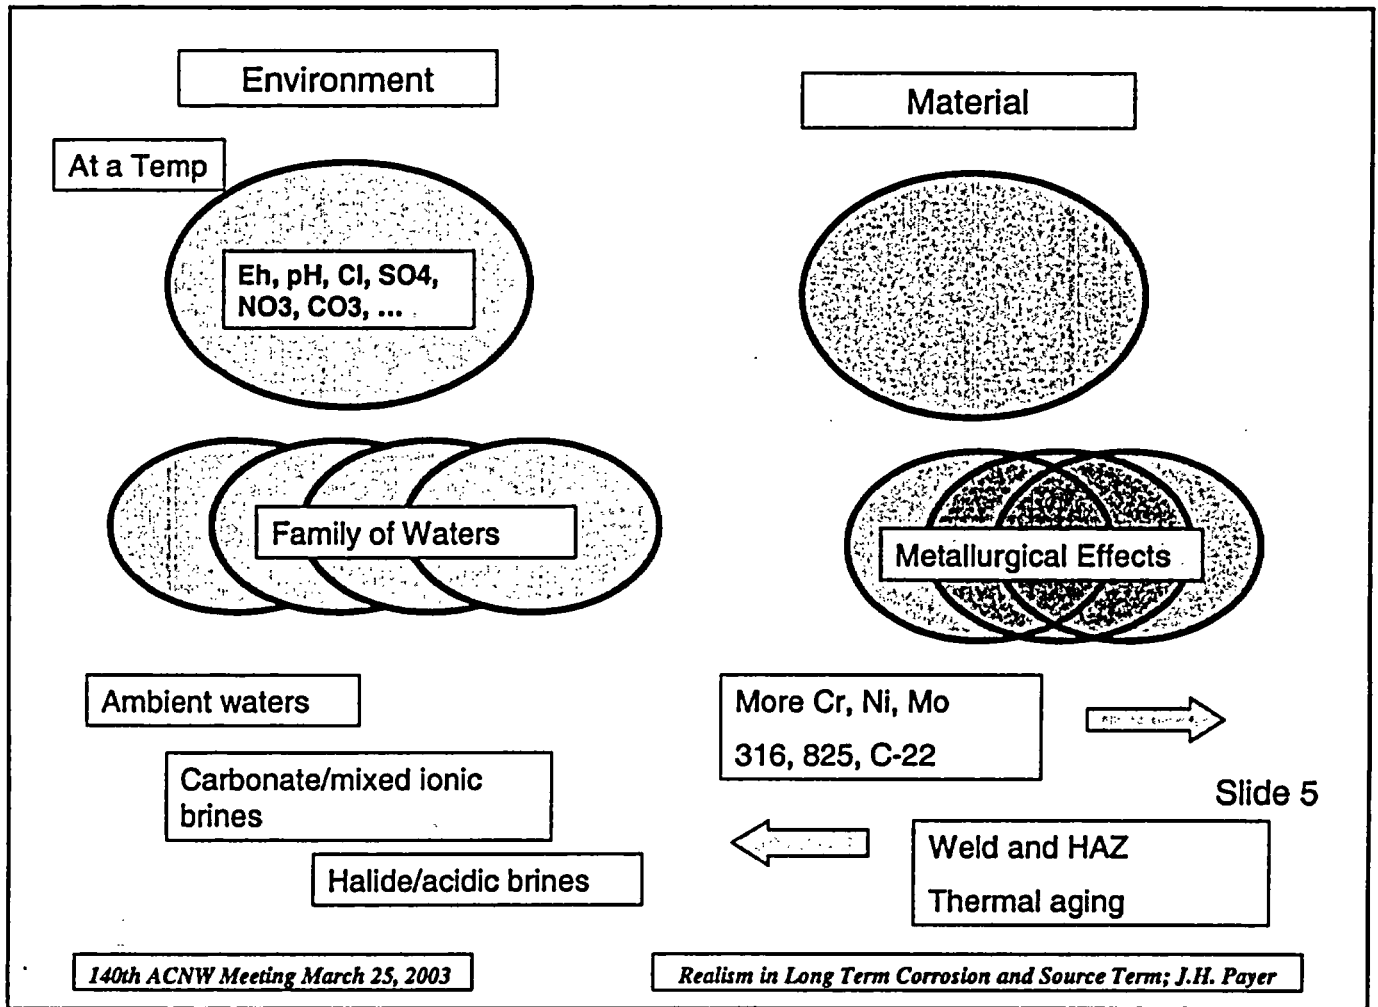 Environment
Material
At a Temp
Eh, pH, Cl, SO4,
NO3, CO3, ...
Family of Waters
Metallurgical Effects
Ambient waters
Carbonate/mixed ionic
brines
Halide/acidic brines
More Cr, Ni, Mo
316, 825, C-22
Slide 5
Weld and HAZ
Thermal aging
140th ACNW Meeting March 25, 2003
Realism in Long Term Corrosion and Source Term; J.H. Payer